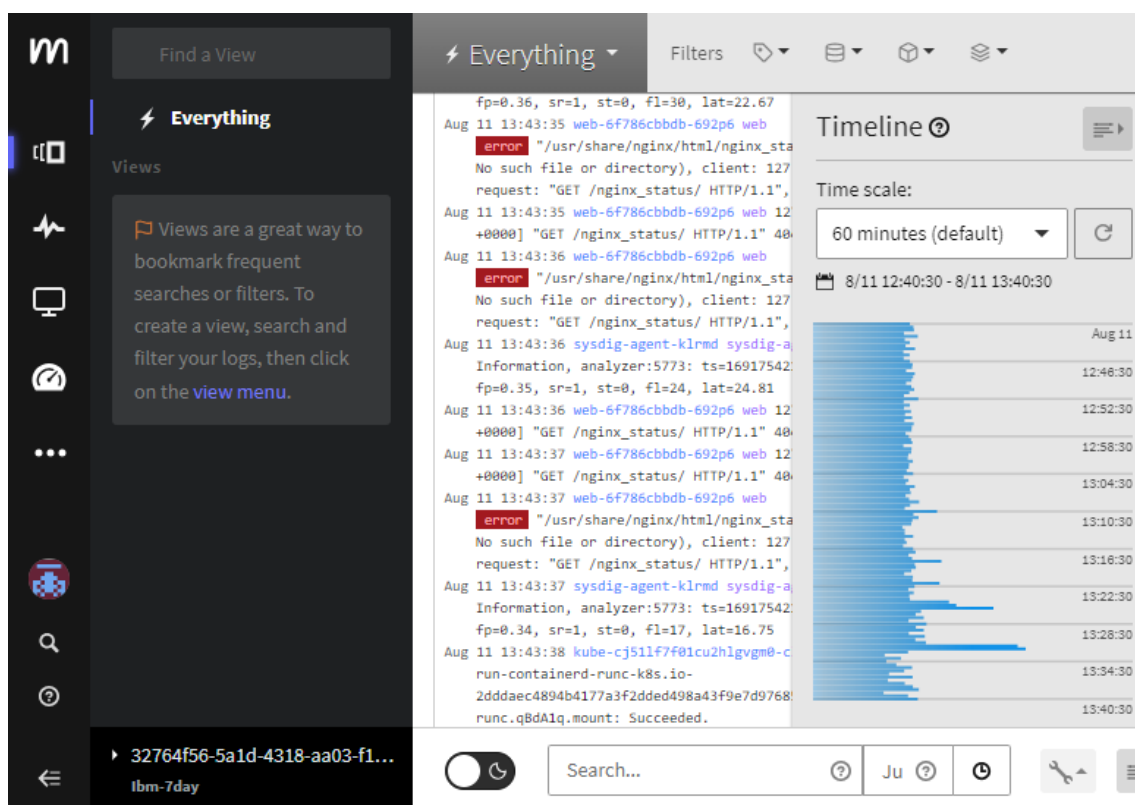 m
Find a View
Everything
Views
Views are a great way to
bookmark frequent
searches or filters. To
create a view, search and
filter your logs, then click
on the view menu.
32764f56-5a1d-4318-aa03-f1...
Ibm-7day
Everything
Filters
fp=0.36, sr=1, st=0, fl=30, lat=22.67
Aug 11 13:43:35 web-6f786cbbdb-692p6 web
error "/usr/share/nginx/html/nginx_sta
No such file or directory), client: 127
request: "GET /nginx_status/ HTTP/1.1",
Aug 11 13:43:35 web-6f786cbbdb-692p6 web 12
+0000] "GET /nginx_status/ HTTP/1.1" 40
Aug 11 13:43:36 web-6f786cbbdb-692p6 web
error "/usr/share/nginx/html/nginx_sta
No such file or directory), client: 127
request: "GET /nginx_status/ HTTP/1.1",
Aug 11 13:43:36 sysdig-agent-klrmd sysdig-a
Information, analyzer:5773: ts=16917542
fp=0.35, sr=1, st=0, fl=24, lat=24.81
Aug 11 13:43:36 web-6f786cbbdb-692p6 web 12
+0000] "GET /nginx_status/ HTTP/1.1" 40
Aug 11 13:43:37 web-6f786cbbdb-692p6 web 12
+0000] "GET /nginx_status/ HTTP/1.1" 40
Aug 11 13:43:37 web-6f786cbbdb-692p6 web
error "/usr/share/nginx/html/nginx_sta
No such file or directory), client: 127
request: "GET /nginx_status/ HTTP/1.1",
Aug 11 13:43:37 sysdig-agent-klrmd sysdig-a
Information, analyzer:5773: ts=16917542
fp=0.34, sr=1, st=0, fl=17, lat=16.75
Aug 11 13:43:38 kube-cj51lf7f01cu2hlgvgm0-c
run-containerd-runc-k8s.io-
2dddaec4894b4177a3f2dded498a43f9e7d9768
runc.qBdA1q.mount: Succeeded.
Timeline
Time scale:
60 minutes (default)
8/11 12:40:30 - 8/11 13:40:30
Aug 11
12:46:30
12:52:30
12:58:30
13:04:30
13:10:30
13:16:30
13:22:30
13:28:30
13:34:30
13:40:30
Search...
Ju